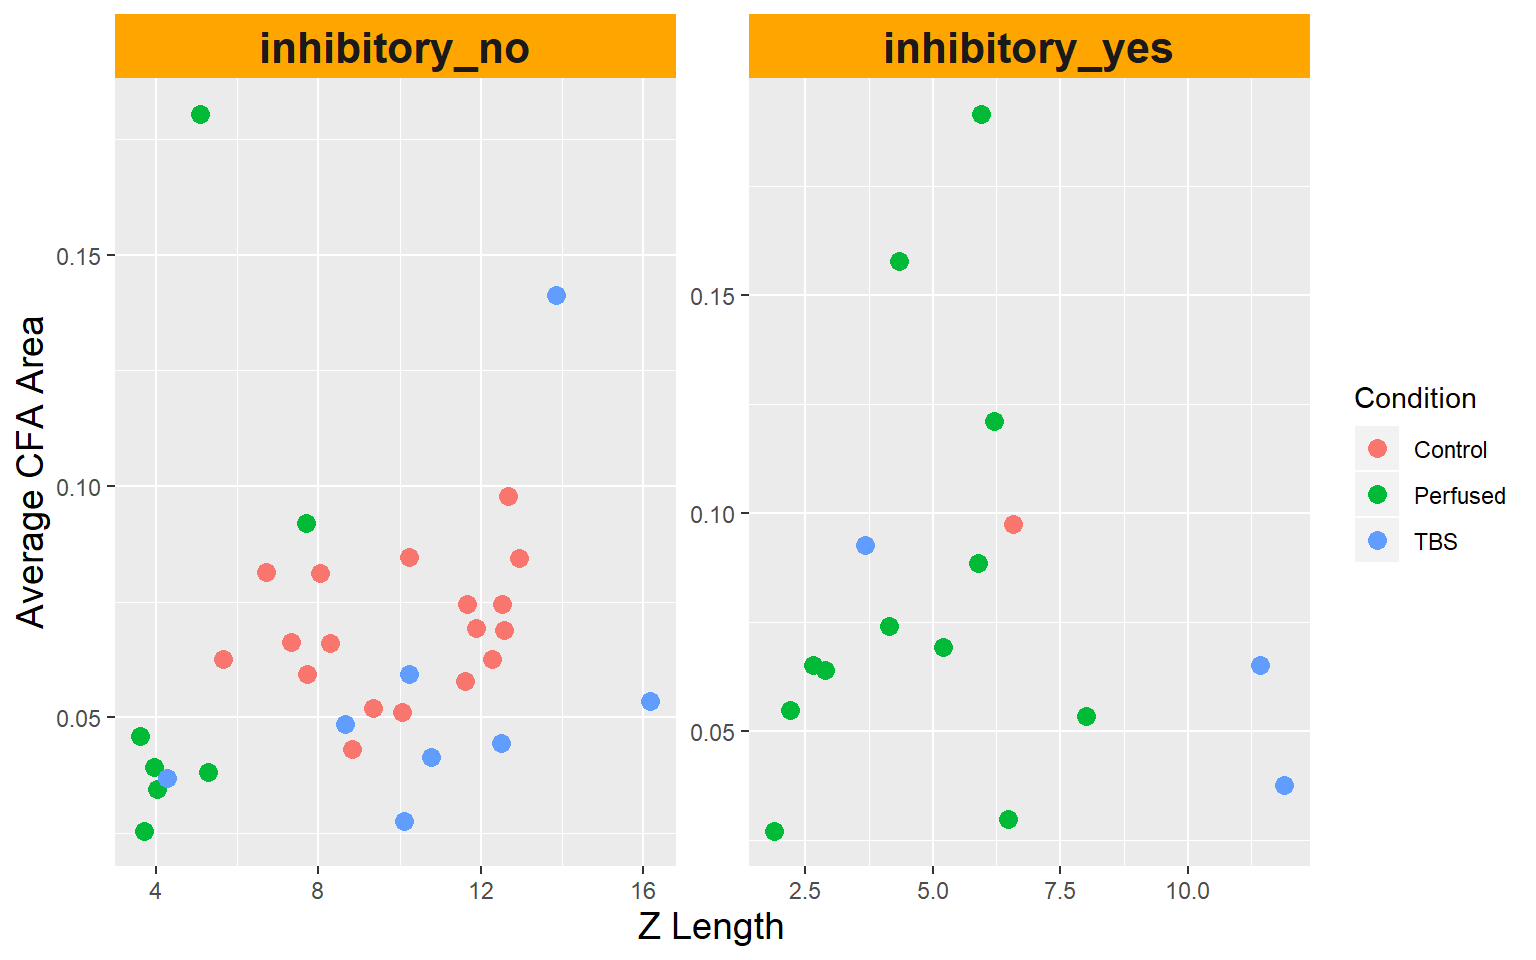 inhibitory_no
inhibitory_yes
Average CFA Area
0.15
0.10
0.05
4 8 12 16
0.15
0.10
0.05
2.5 5.0 7.5 10.0
Z Length
Condition
Control
Perfused
TBS